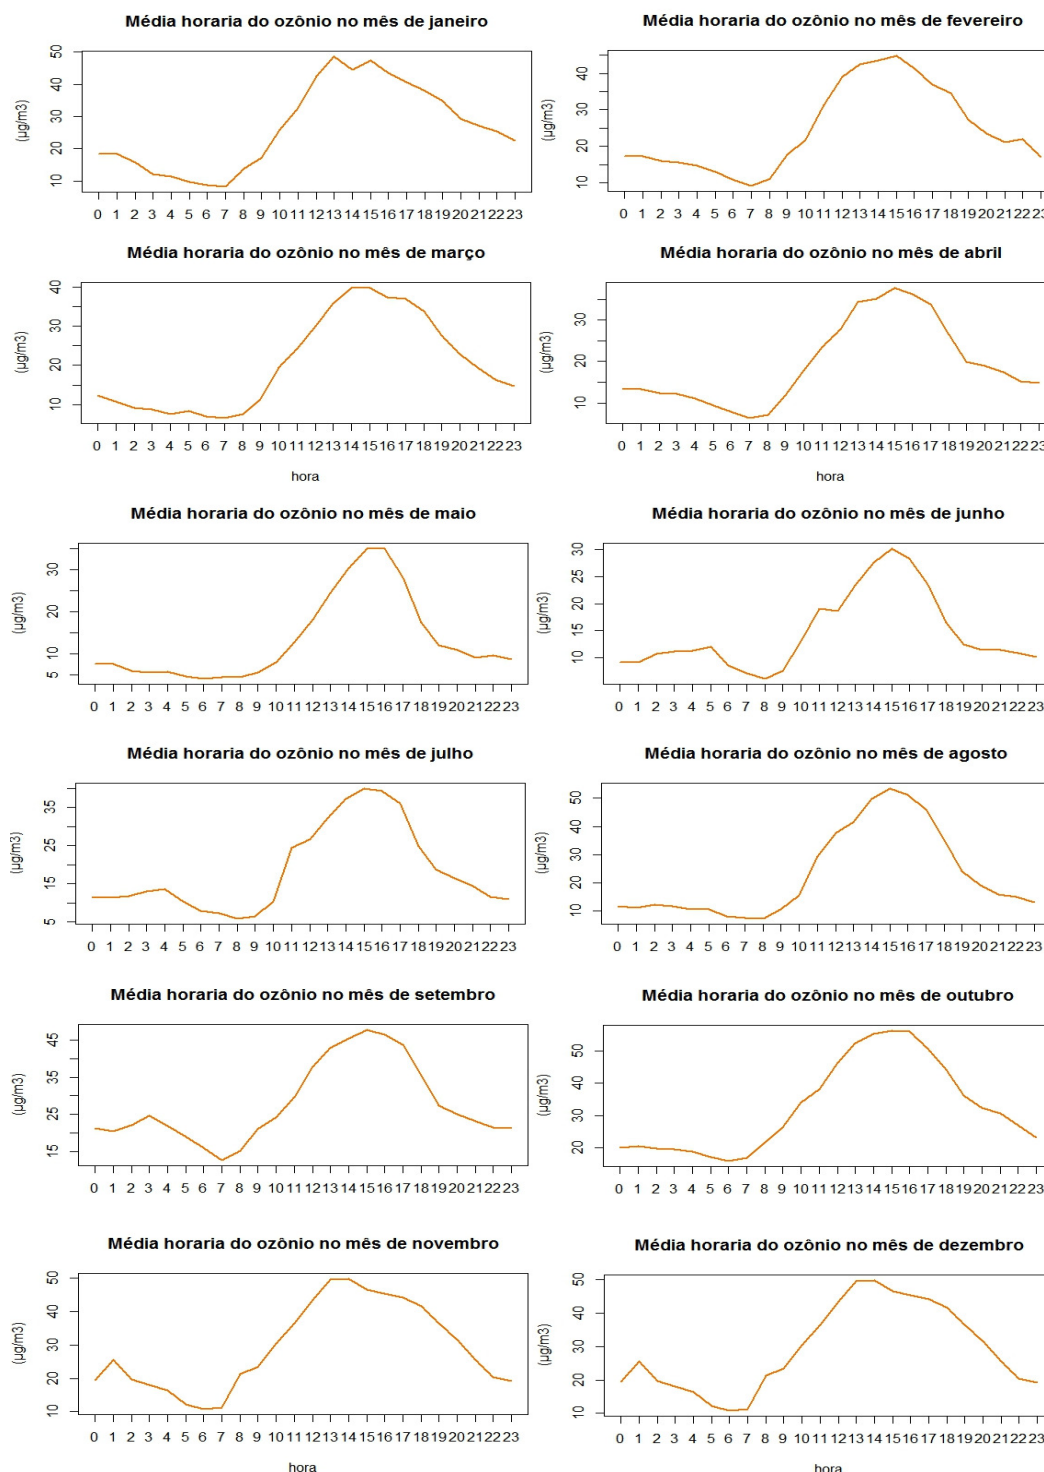 Média horaria do ozônio no mês de janeiro
(µg/m3)
50
40
30
20
10
0 1 2 3 4 5 6 7 8 9 10 11 12 13 14 15 16 17 18 19 20 21 22 23
Média horaria do ozônio no mês de fevereiro
(µg/m3)
40
30
20
10
0 1 2 3 4 5 6 7 8 9 10 11 12 13 14 15 16 17 18 19 20 21 22 23
Média horaria do ozônio no mês de março
(µg/m3)
40
30
20
10
0 1 2 3 4 5 6 7 8 9 10 11 12 13 14 15 16 17 18 19 20 21 22 23
hora
Média horaria do ozônio no mês de abril
(µg/m3)
30
20
10
0 1 2 3 4 5 6 7 8 9 10 11 12 13 14 15 16 17 18 19 20 21 22 23
hora
Média horaria do ozônio no mês de maio
(µg/m3)
30
20
10
5
0 1 2 3 4 5 6 7 8 9 10 11 12 13 14 15 16 17 18 19 20 21 22 23
Média horaria do ozônio no mês de junho
(µg/m3)
30
25
20
15
10
0 1 2 3 4 5 6 7 8 9 10 11 12 13 14 15 16 17 18 19 20 21 22 23
Média horaria do ozônio no mês de julho
(µg/m3)
35
25
15
5
0 1 2 3 4 5 6 7 8 9 10 11 12 13 14 15 16 17 18 19 20 21 22 23
Média horaria do ozônio no mês de agosto
(µg/m3)
50
40
30
20
10
0 1 2 3 4 5 6 7 8 9 10 11 12 13 14 15 16 17 18 19 20 21 22 23
Média horaria do ozônio no mês de setembro
(µg/m3)
45
35
25
15
0 1 2 3 4 5 6 7 8 9 10 11 12 13 14 15 16 17 18 19 20 21 22 23
Média horaria do ozônio no mês de outubro
(µg/m3)
50
40
30
20
0 1 2 3 4 5 6 7 8 9 10 11 12 13 14 15 16 17 18 19 20 21 22 23
Média horaria do ozônio no mês de novembro
(µg/m3)
50
40
30
20
10
0 1 2 3 4 5 6 7 8 9 10 11 12 13 14 15 16 17 18 19 20 21 22 23
hora
Média horaria do ozônio no mês de dezembro
(µg/m3)
50
40
30
20
10
0 1 2 3 4 5 6 7 8 9 10 11 12 13 14 15 16 17 18 19 20 21 22 23
hora